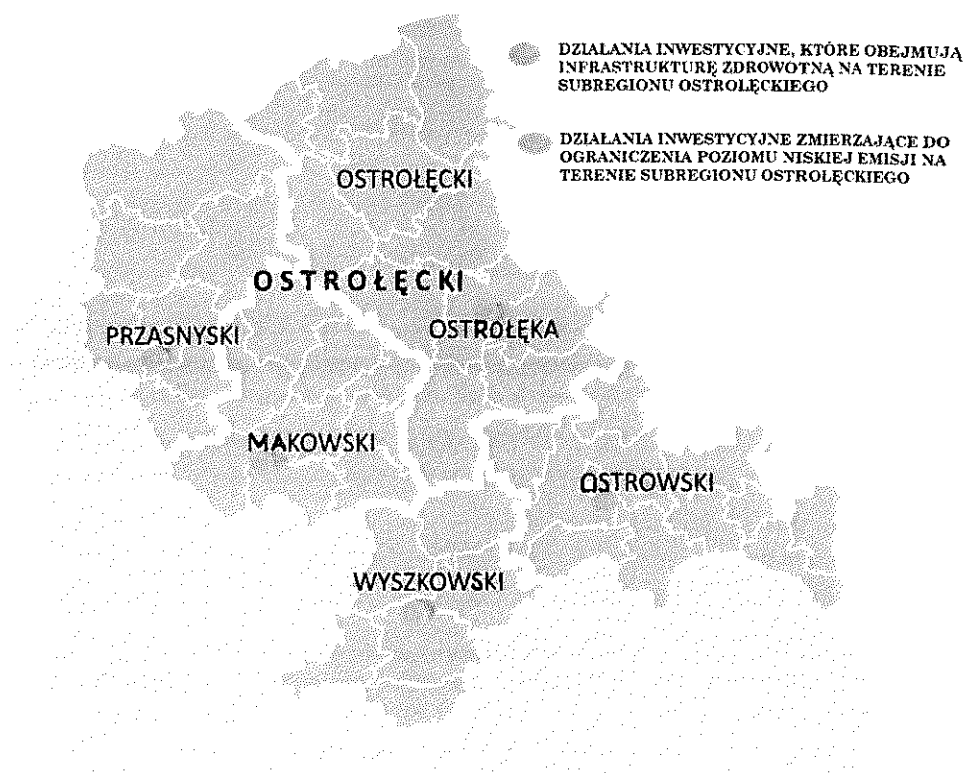 DZIAŁANIA INWESTYCYJNE, KTÓRE OBEJMUJĄ
INFRASTRUKTURĘ ZDROWOTNĄ NA TERENIE
SUBREGIONU OSTROŁĘCKIEGO
DZIAŁANIA INWESTYCYJNE ZMIERZAJĄCE DO
OGRANICZENIA POZIOMU NISKIEJ EMISJI NA
TERENIE SUBREGIONU OSTROŁĘCKIEGO
OSTROŁĘCKI
OSTROŁĘCKI
PRZASNYSKI
OSTROŁĘKA
MAKOWSKI
OSTROWSKI
WYSZKOWSKI